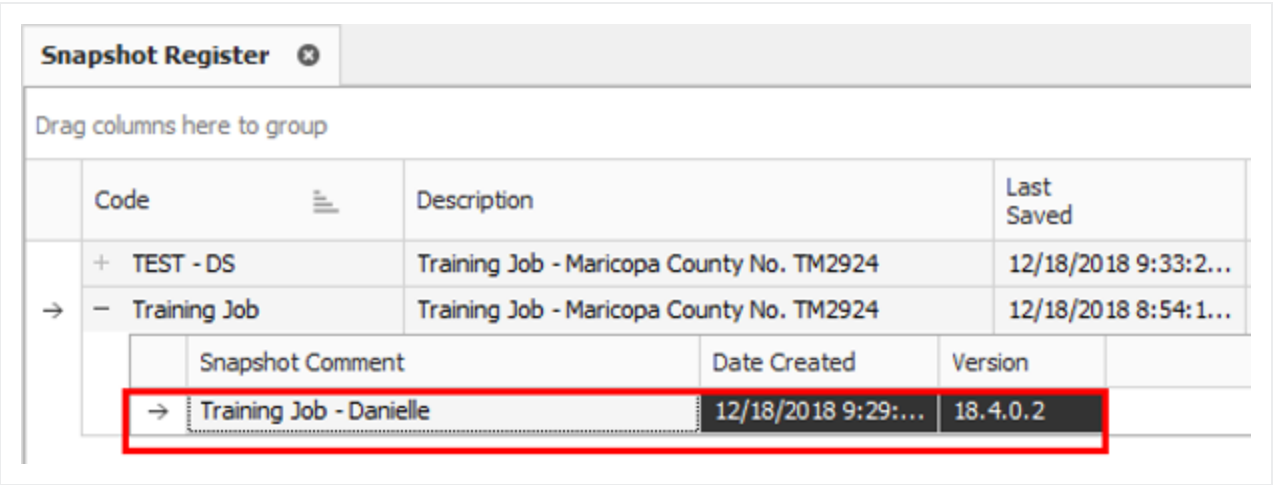 Snapshot Register
Drag columns here to group
Code Description Last Saved
+ TEST - DS Training Job - Maricopa County No. TM2924 12/18/2018 9:33:2...
→ − Training Job Training Job - Maricopa County No. TM2924 12/18/2018 8:54:1...
Snapshot Comment Date Created Version
→ Training Job - Danielle 12/18/2018 9:29:... 18.4.0.2